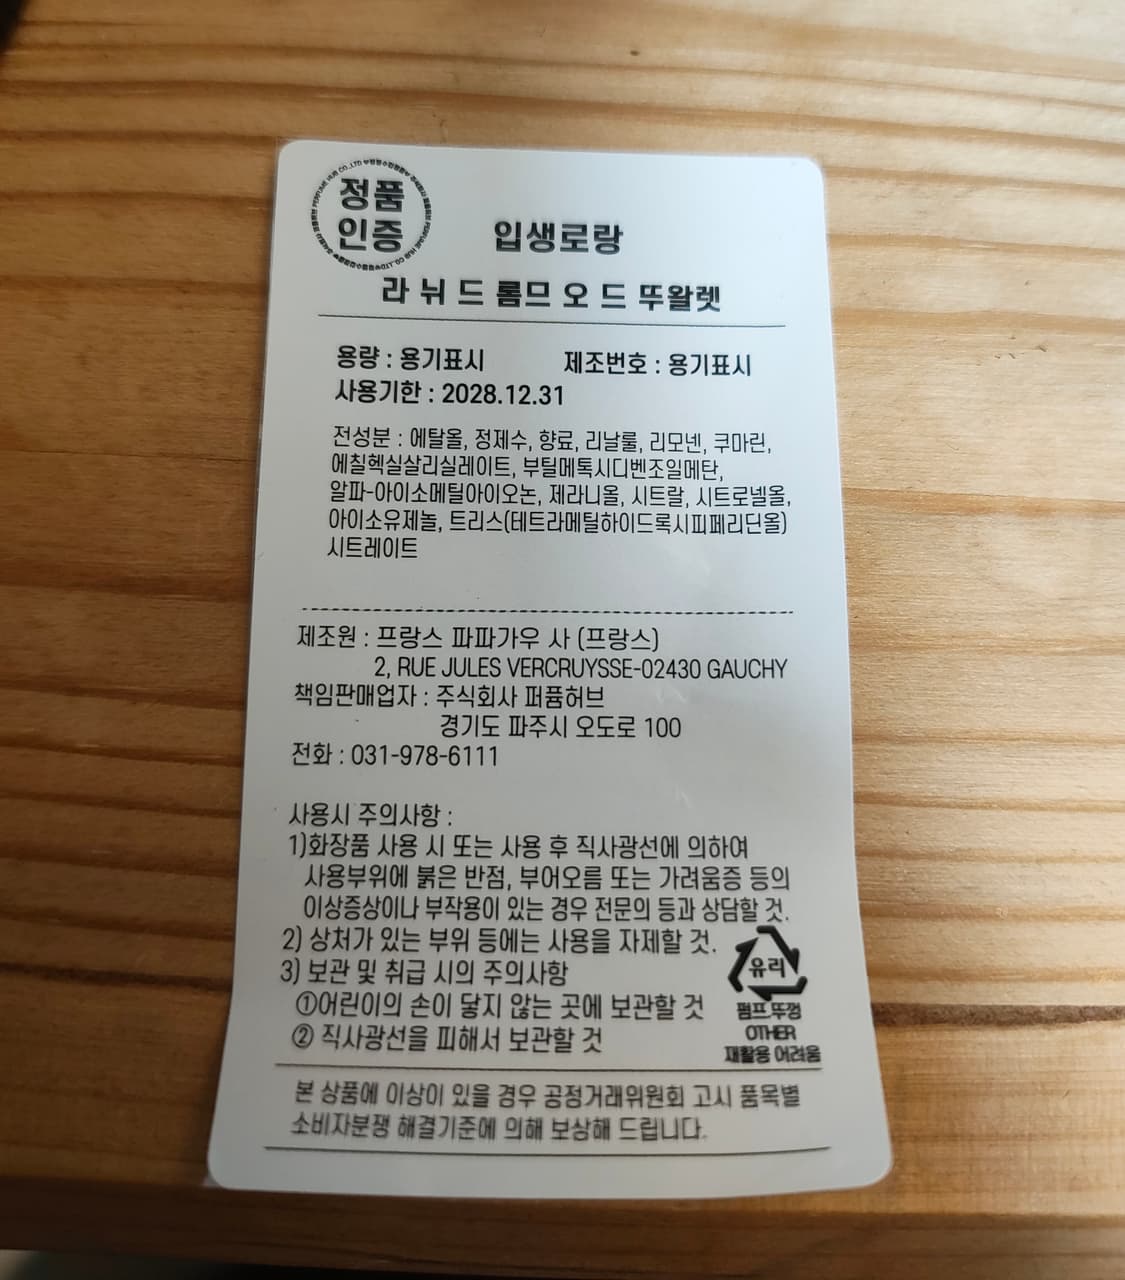 정품
인증
입생로랑
라 뉘 드 롬므 오 드 뚜왈렛
용량 : 용기표시 제조번호 : 용기표시
사용기한 : 2028.12.31
전성분 : 에탈올, 정제수, 향료, 리날룰, 리모넨, 쿠마린,
에칠헥실살리실레이트, 부틸메톡시디벤조일메탄,
알파-아이소메틸아이오논, 제라니올, 시트랄, 시트로넬올,
아이소유제놀, 트리스(테트라메틸하이드록시피페리딘올)
시트레이트
제조원 : 프랑스 파파가우 사 (프랑스)
2, RUE JULES VERCRUYSSE-02430 GAUCHY
책임판매업자 : 주식회사 퍼퓸허브
경기도 파주시 오도로 100
전화 : 031-978-6111
사용시 주의사항 :
1)화장품 사용 시 또는 사용 후 직사광선에 의하여
사용부위에 붉은 반점, 부어오름 또는 가려움증 등의
이상증상이나 부작용이 있는 경우 전문의 등과 상담할 것.
2) 상처가 있는 부위 등에는 사용을 자제할 것.
3) 보관 및 취급 시의 주의사항
①어린이의 손이 닿지 않는 곳에 보관할 것
② 직사광선을 피해서 보관할 것
유리
펌프,뚜껑
OTHER
재활용 어려움
본 상품에 이상이 있을 경우 공정거래위원회 고시 품목별
소비자분쟁 해결기준에 의해 보상해 드립니다.